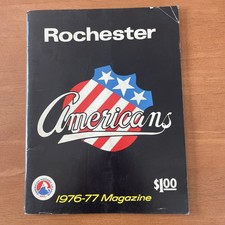 Rochester
Americans
1976-77 Magazine
$1.00